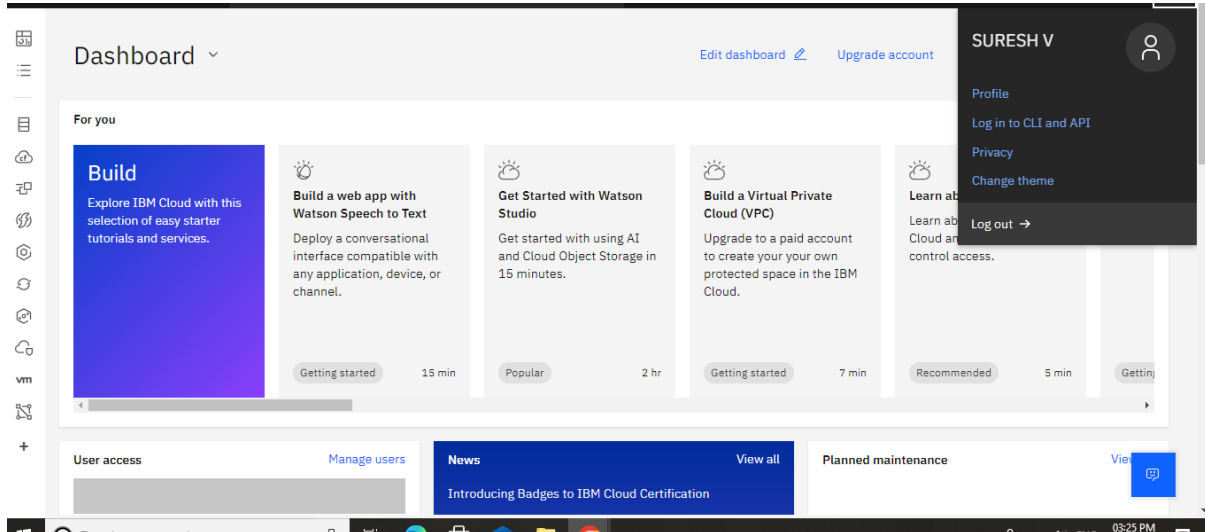 Dashboard
Edit dashboard
Upgrade account
SURESH V
Profile
Log in to CLI and API
Privacy
Change theme
Log out →
For you
Build
Explore IBM Cloud with this
selection of easy starter
tutorials and services.
Build a web app with
Watson Speech to Text
Deploy a conversational
interface compatible with
any application, device, or
channel.
Getting started
15 min
Get Started with Watson
Studio
Get started with using AI
and Cloud Object Storage in
15 minutes.
Popular
2 hr
Build a Virtual Private
Cloud (VPC)
Upgrade to a paid account
to create your your own
protected space in the IBM
Cloud.
Getting started
7 min
Learn
Learn
Cloud
control access.
Recommended
5 min
cf
vm
+
User access
Manage users
News
View all
Introducing Badges to IBM Cloud Certification
Planned maintenance
03:25 PM